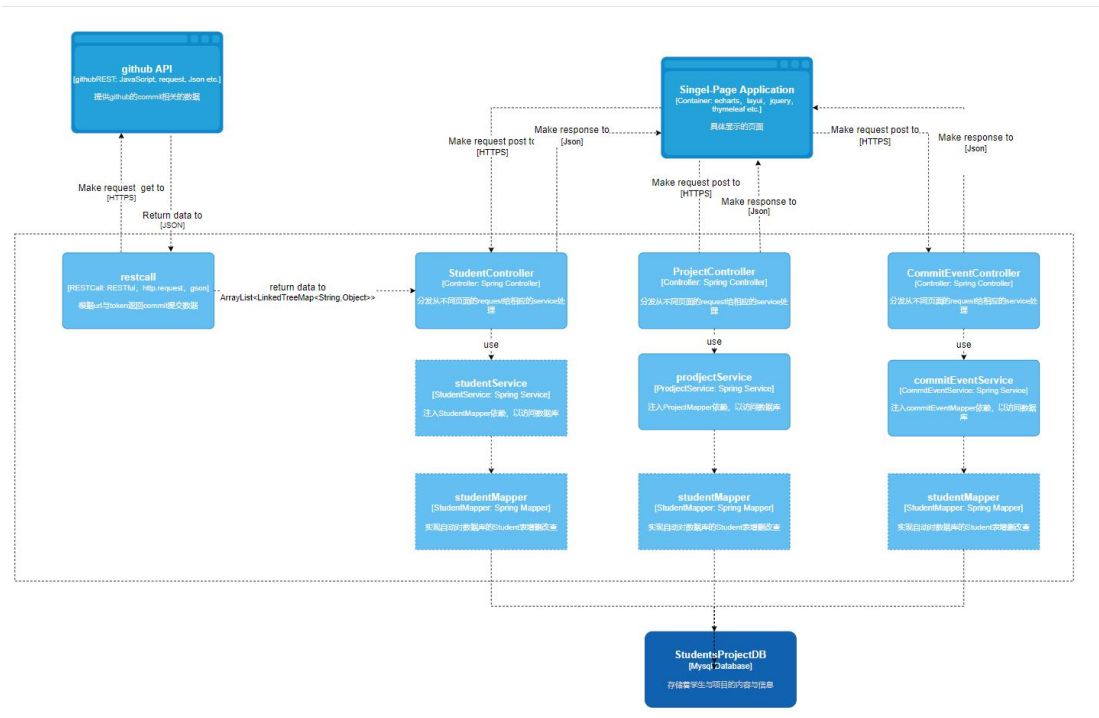 github API
[githubREST: JavaScript, request, Json etc.]
提供github的commit相关的数据
Singel-Page Application
[Container: echarts，layui，jquery，
thymeleaf etc.]
具体显示的页面
Make request get to
[HTTPS]
Return data to
[JSON]
Make request post to
[HTTPS]
Make response to
[Json]
Make request post to
[HTTPS]
Make response to
[Json]
Make request post to
[HTTPS]
Make response to
[Json]
restcall
[RESTCall: RESTful，http.request，gson]
根据url与token返回commit提交数据
return data to
ArrayList<LinkedTreeMap<String,Object>>
StudentController
[Controller: Spring Controller]
分发从不同页面的request给相应的service处
理
ProjectController
[Controller: Spring Controller]
分发从不同页面的request给相应的service处
理
CommitEventController
[Controller: Spring Controller]
分发从不同页面的request给相应的service处
理
use
use
use
studentService
[StudentService: Spring Service]
注入StudentMapper依赖，以访问数据库
prodjectService
[ProdjectService: Spring Service]
注入ProjectMapper依赖，以访问数据库
commitEventService
[CommitEventService: Spring Service]
注入commitEventMapper依赖，以访问数据
库
studentMapper
[StudentMapper: Spring Mapper]
实现自动对数据库的Student表增删改查
studentMapper
[StudentMapper: Spring Mapper]
实现自动对数据库的Student表增删改查
studentMapper
[StudentMapper: Spring Mapper]
实现自动对数据库的Student表增删改查
StudentsProjectDB
[Mysql Database]
存储着学生与项目的内容与信息